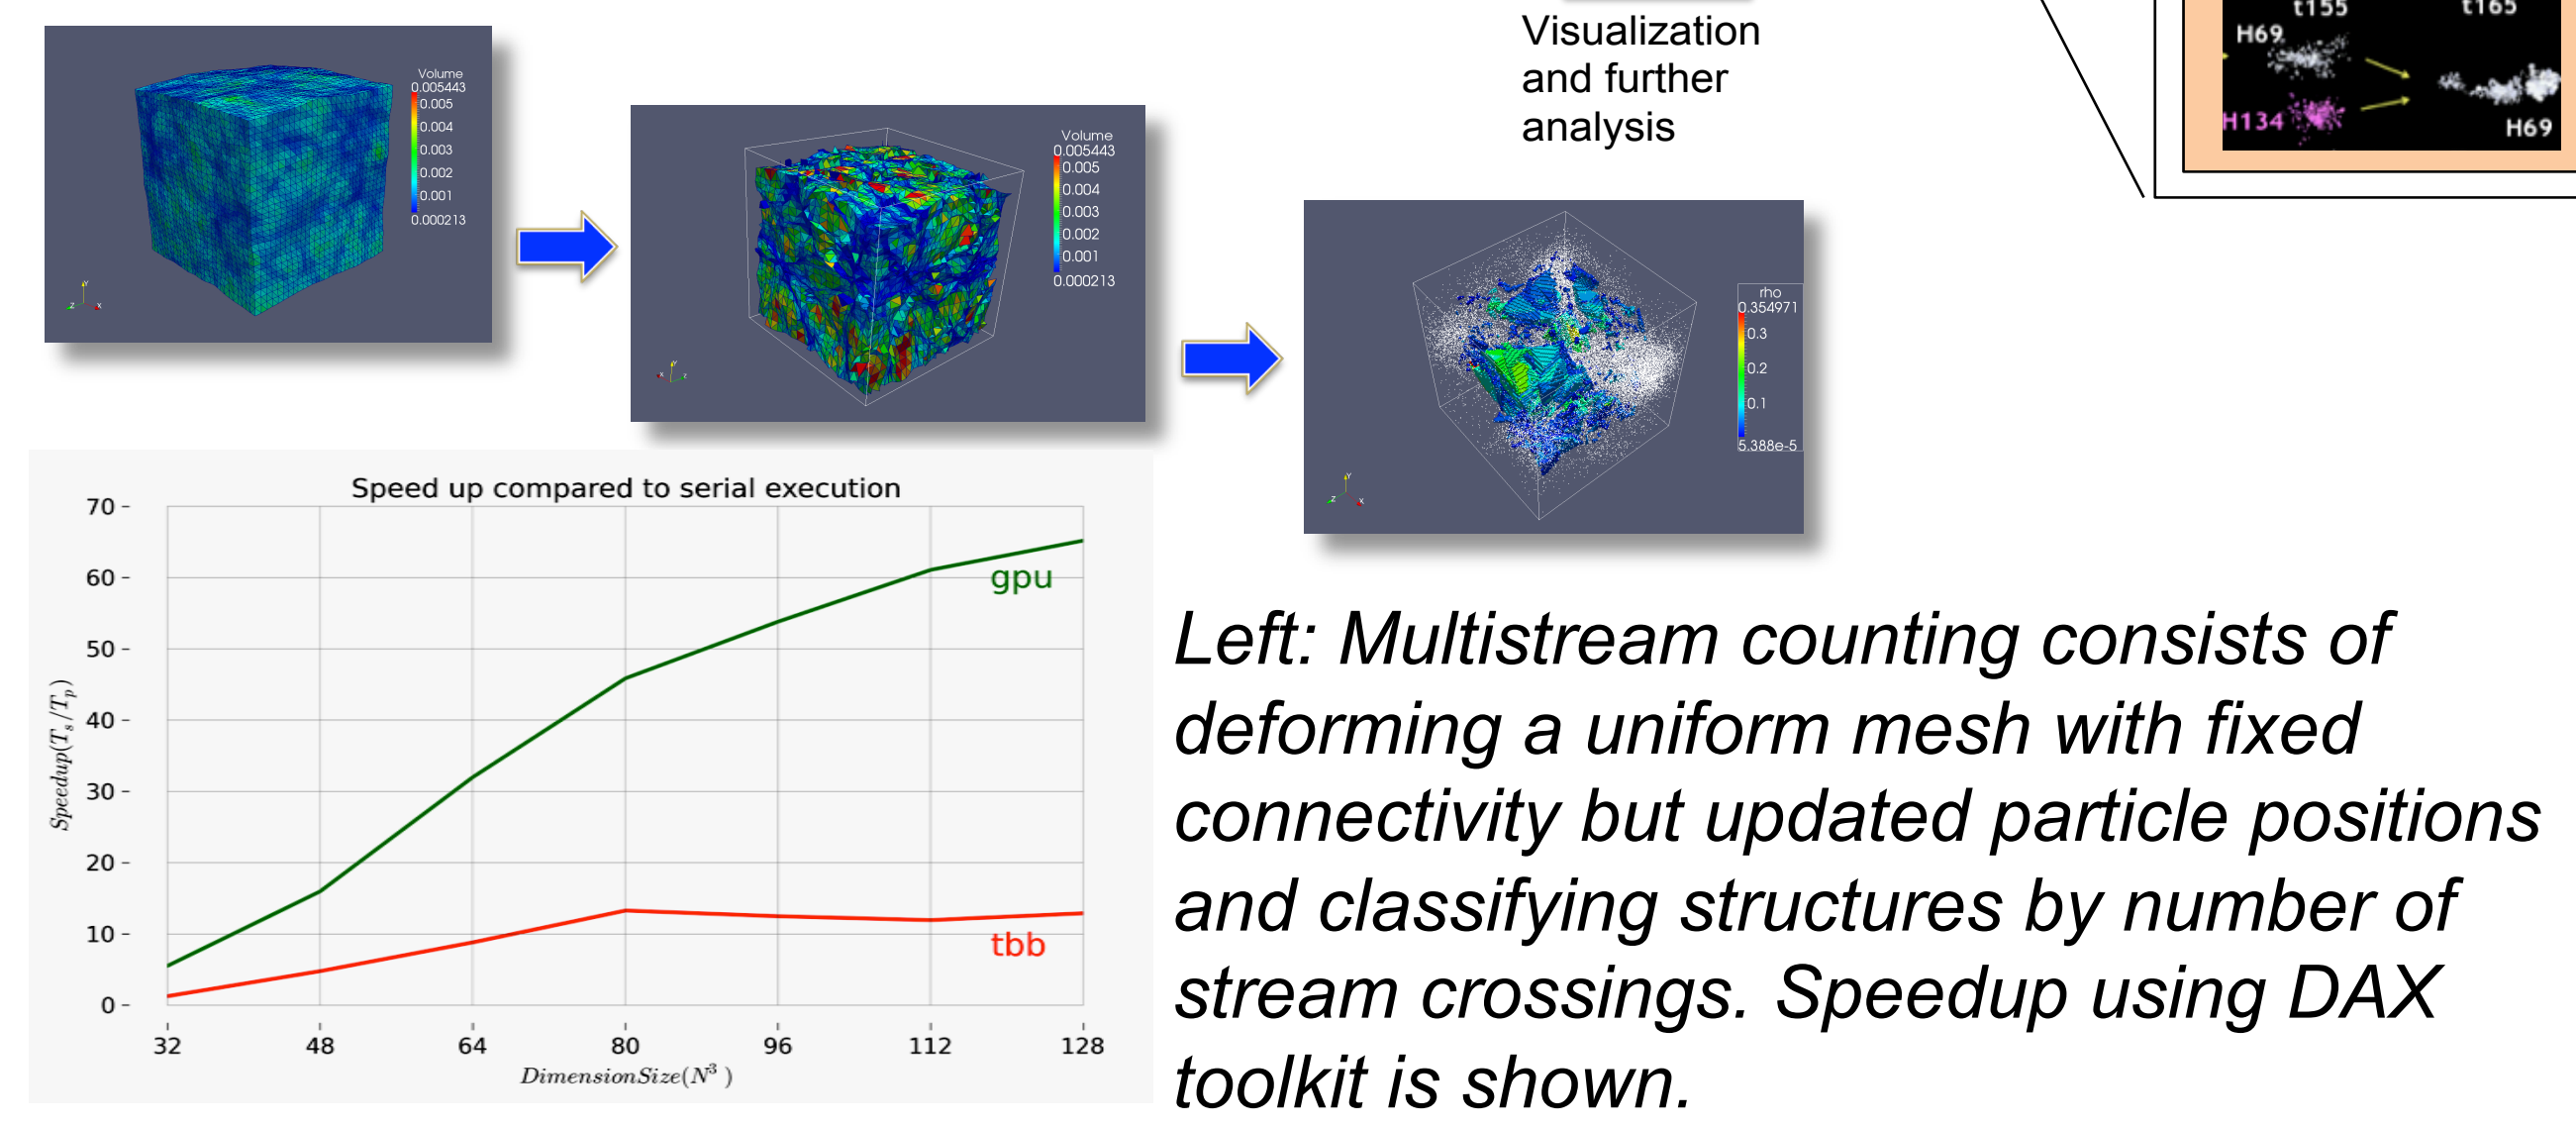 Visualization
and further
analysis
t155
t165
H69
H134
H69
Volume
0.005443
0.005
0.004
0.003
0.002
0.001
0.000213
Y
Z
X
Volume
0.005443
0.005
0.004
0.003
0.002
0.001
0.000213
X
Y
Z
rho
0.354971
0.3
0.2
0.1
5.388e-5
Y
Z
X
Speed up compared to serial execution
70
60
50
40
30
20
10
0
Speedup(T_s/T_p)
gpu
tbb
32 48 64 80 96 112 128
DimensionSize(N³)
Left: Multistream counting consists of
deforming a uniform mesh with fixed
connectivity but updated particle positions
and classifying structures by number of
stream crossings. Speedup using DAX
toolkit is shown.